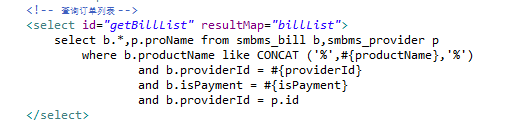 <!-- 查询订单列表 -->
<select id="getBillList" resultMap="billList">
select b.*,p.proName from smbms_bill b,smbms_provider p
where b.productName like CONCAT ('%',#{productName},'%')
and b.providerId = #{providerId}
and b.isPayment = #{isPayment}
and b.providerId = p.id
</select>